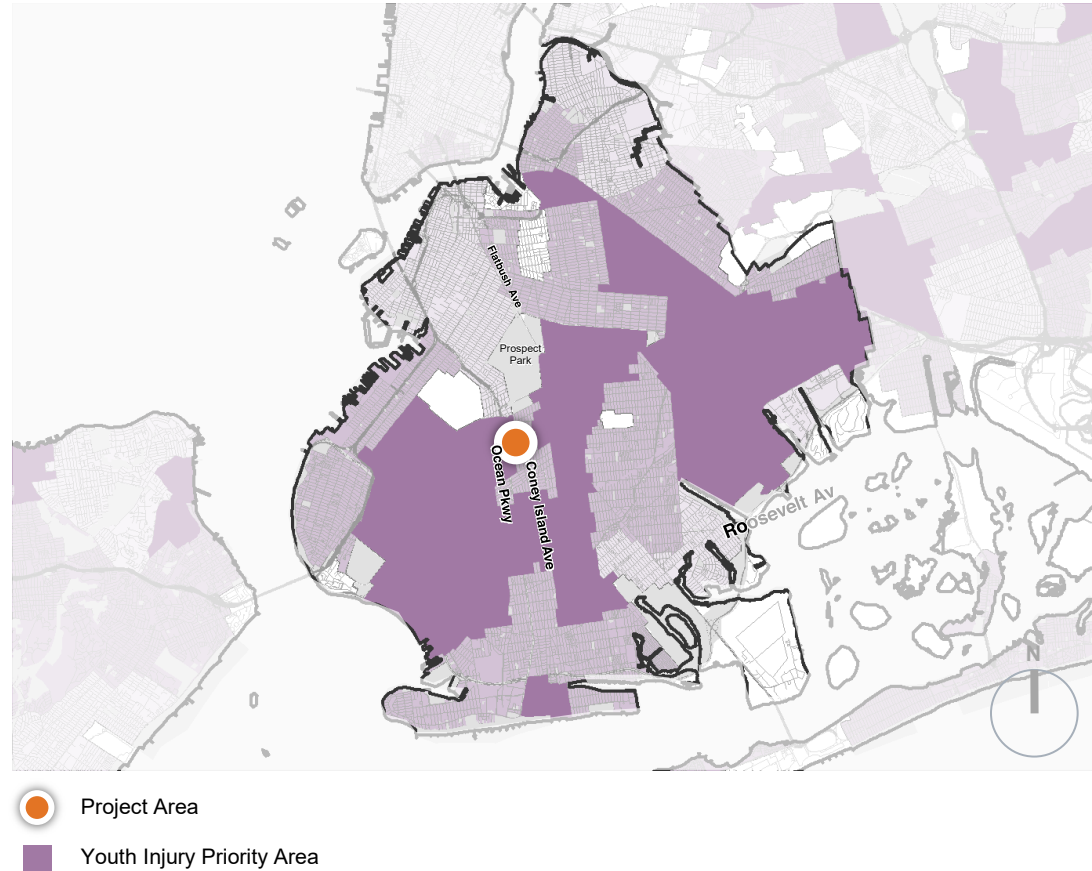 Flatbush Ave
Prospect
Park
Ocean Pkwy
Coney Island Ave
Roosevelt Av
N
Project Area
Youth Injury Priority Area